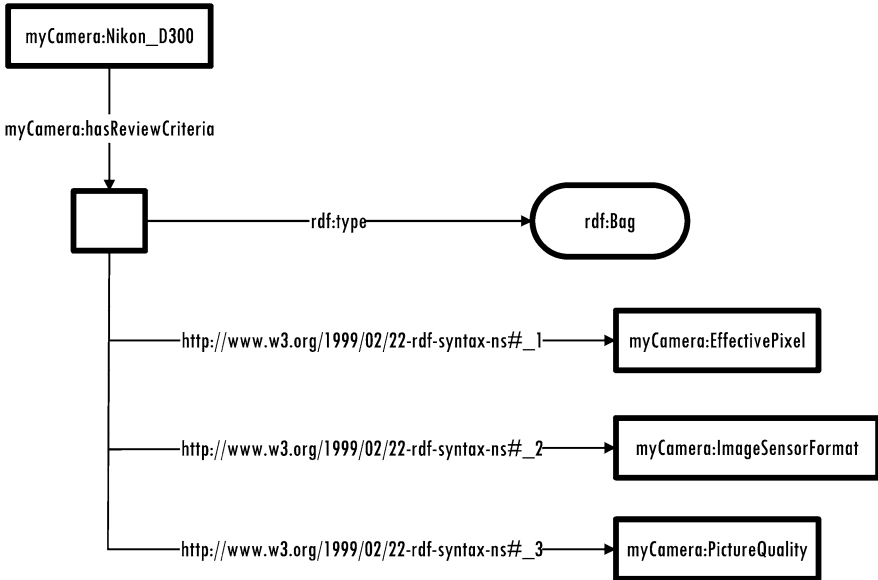 myCamera:Nikon_D300
myCamera:hasReviewCriteria
rdf:type
rdf:Bag
http://www.w3.org/1999/02/22-rdf-syntax-ns#_1
myCamera:EffectivePixel
http://www.w3.org/1999/02/22-rdf-syntax-ns#_2
myCamera:ImageSensorFormat
http://www.w3.org/1999/02/22-rdf-syntax-ns#_3
myCamera:PictureQuality